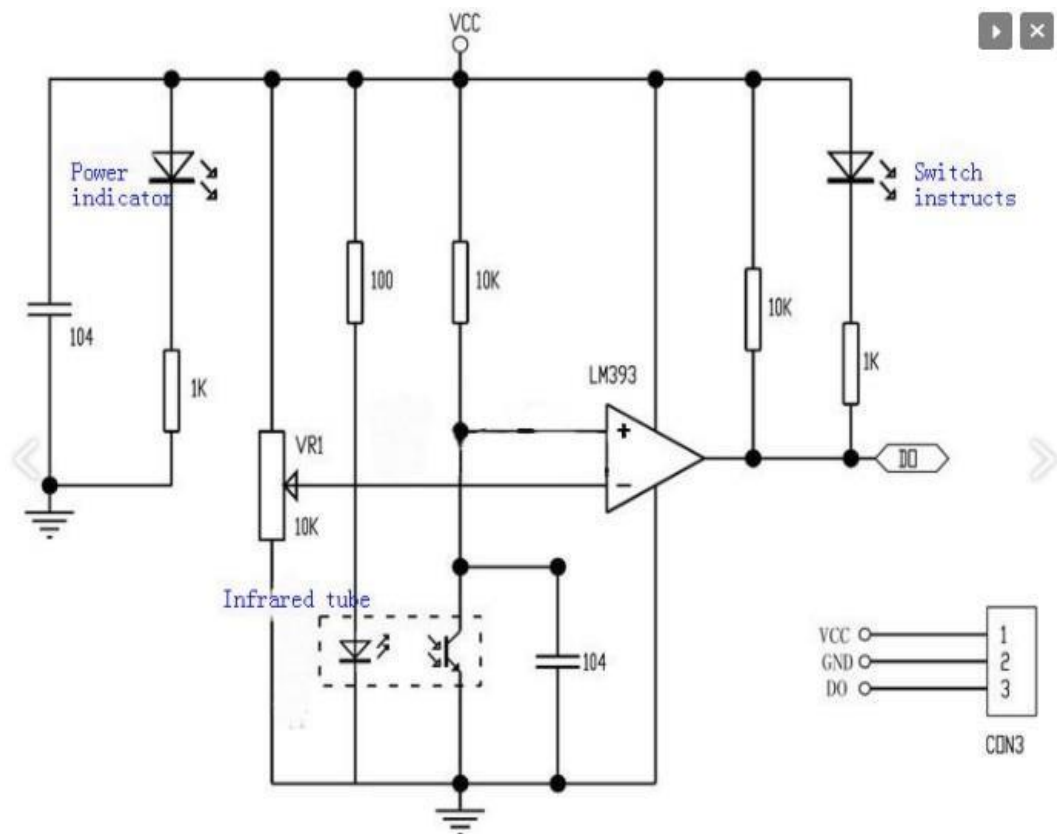 VCC
Power
indicator
Switch
instructs
100
10K
10K
104
1K
1K
LM393
VR1
+
DO
-
10K
Infrared tube
104
VCC
1
GND
2
DO
3
CON3